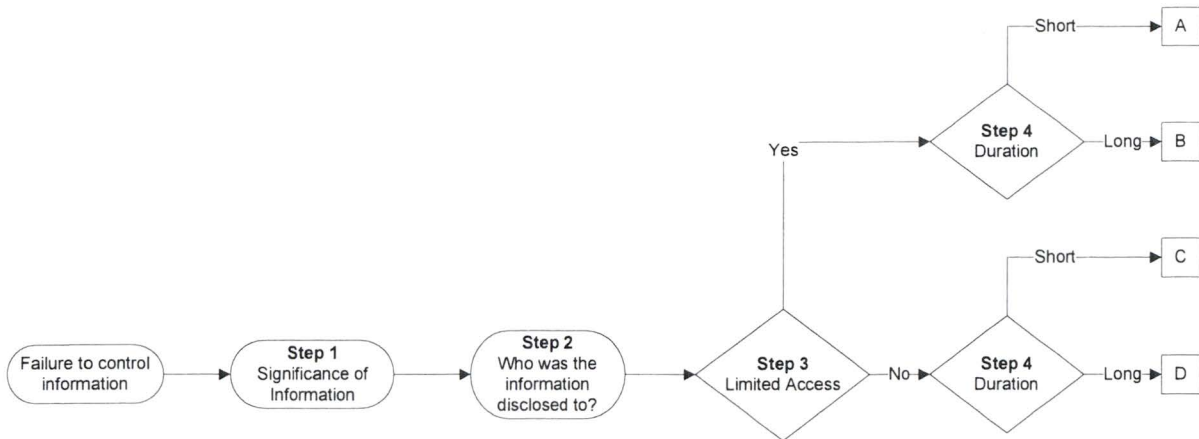 Short
A
Step 4
Duration
Long
B
Yes
Short
C
Failure to control
information
Step 1
Significance of
Information
Step 2
Who was the
information
disclosed to?
Step 3
Limited Access
No
Step 4
Duration
Long
D